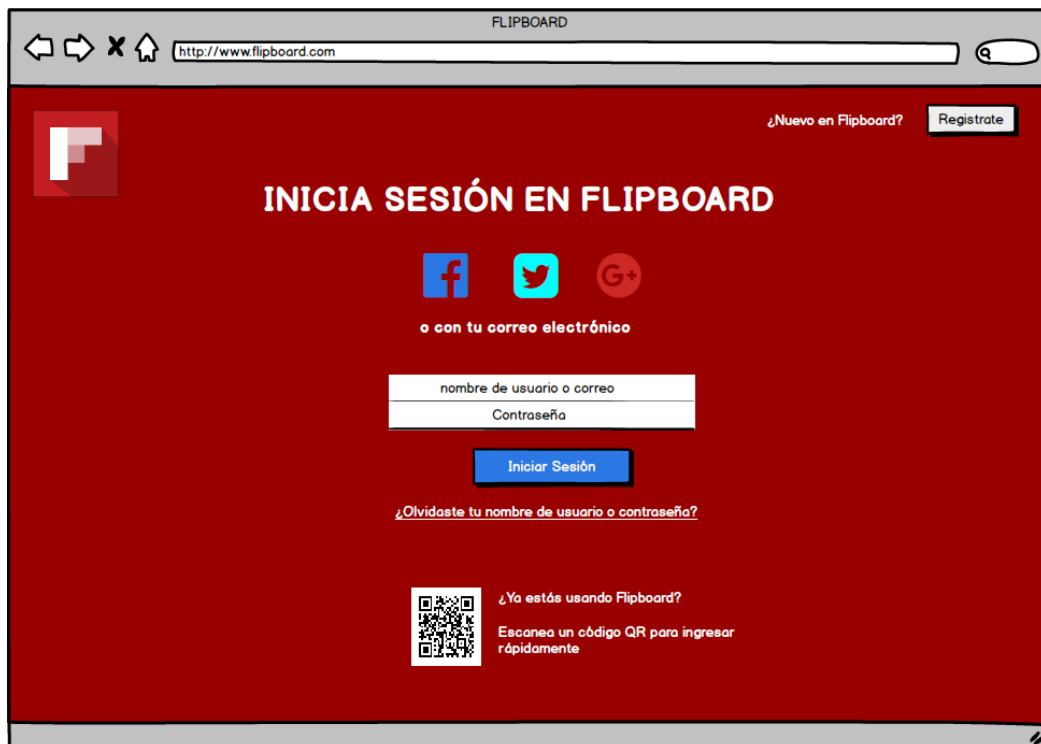 FLIPBOARD
http://www.flipboard.com
¿Nuevo en Flipboard?
Registrate
INICIA SESIÓN EN FLIPBOARD
f
G+
o con tu correo electrónico
nombre de usuario o correo
Contraseña
Iniciar Sesión
¿Olvidaste tu nombre de usuario o contraseña?
¿Ya estás usando Flipboard?
Escanea un código QR para ingresar
rápidamente